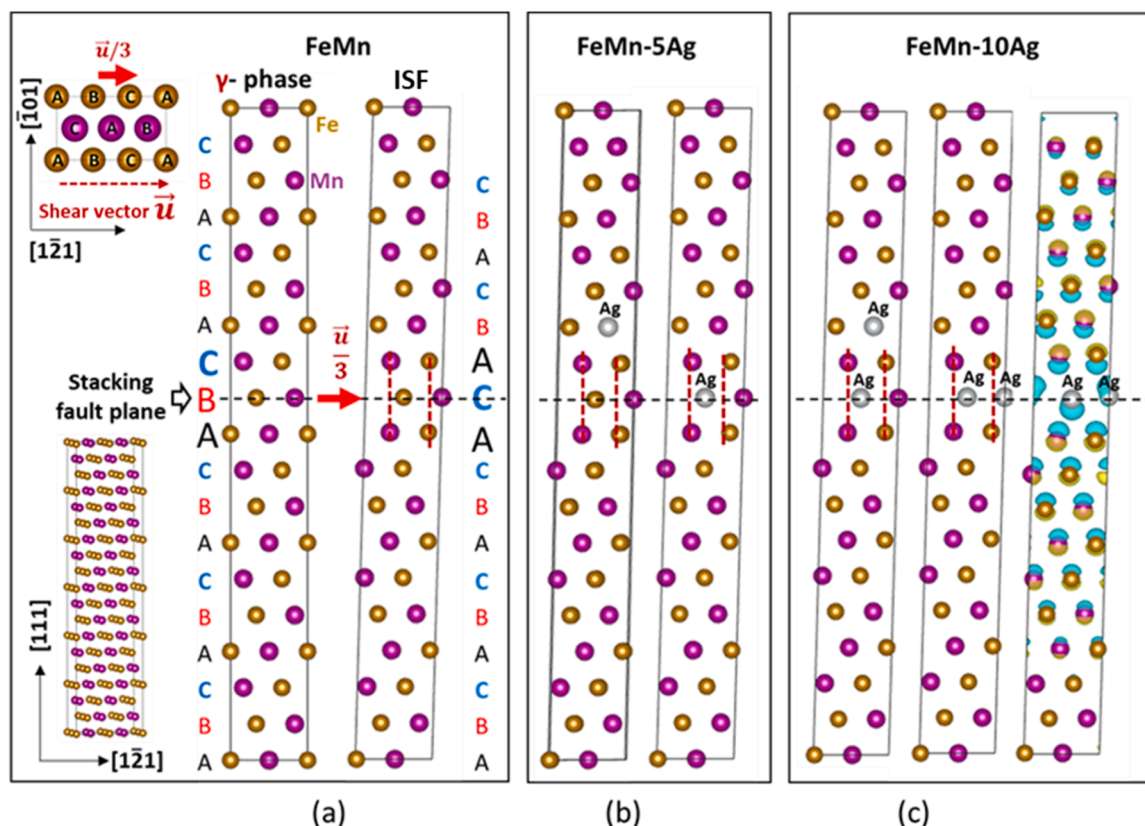 FeMn
u⃗/3
A B C A
C A B
A B C A
[1̄01]
Shear vector u⃗
[12̄1]
γ- phase
ISF
Fe
Mn
C
B
A
C
B
A
C
B
A
C
B
A
C
B
A
C
B
A
u⃗
3
Stacking
fault plane
[111]
[12̄1]
C
B
A
C
B
A
C
A
C
B
A
C
B
A
C
B
A
(a)
FeMn-5Ag
Ag
Ag
(b)
FeMn-10Ag
Ag
Ag
Ag
Ag
Ag
Ag
(c)